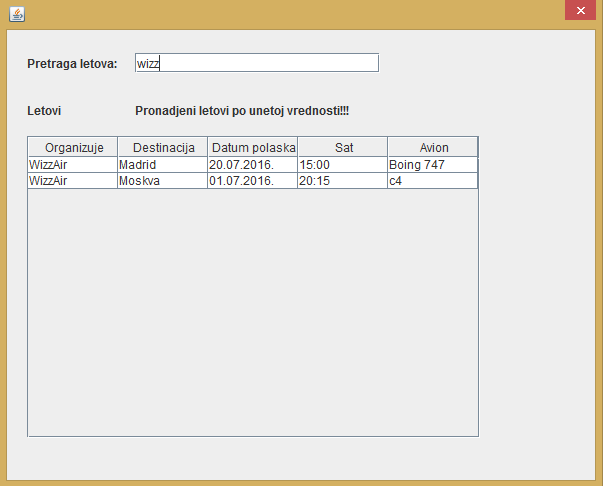 Pretraga letova: wizz
Letovi Pronadjeni letovi po unetoj vrednosti!!!
Organizuje Destinacija Datum polaska Sat Avion
WizzAir Madrid 20.07.2016. 15:00 Boing 747
WizzAir Moskva 01.07.2016. 20:15 c4